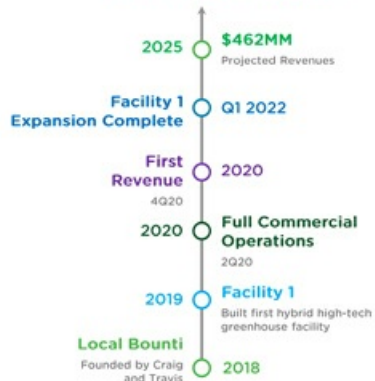 2025
$462MM
Projected Revenues
Facility 1
Expansion Complete
Q1 2022
First
Revenue
4Q20
2020
2020
Full Commercial
Operations
2Q20
2019
Facility 1
Built first hybrid high-tech
greenhouse facility
Local Bounti
Founded by Craig
and Travis
2018